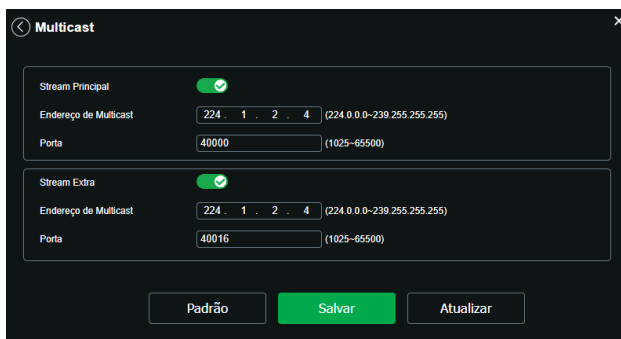 Multicast
Stream Principal
Endereço de Multicast 224 . 1 . 2 . 4 (224.0.0.0~239.255.255.255)
Porta 40000 (1025~65500)
Stream Extra
Endereço de Multicast 224 . 1 . 2 . 4 (224.0.0.0~239.255.255.255)
Porta 40016 (1025~65500)
Padrão Salvar Atualizar